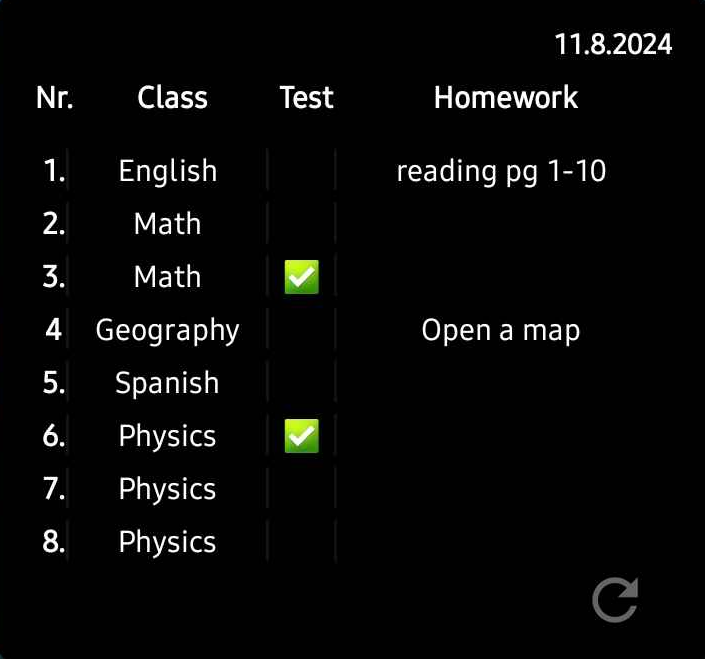 11.8.2024
Nr. Class Test Homework
1. English reading pg 1-10
2. Math
3. Math ✅
4 Geography Open a map
5. Spanish
6. Physics ✅
7. Physics
8. Physics